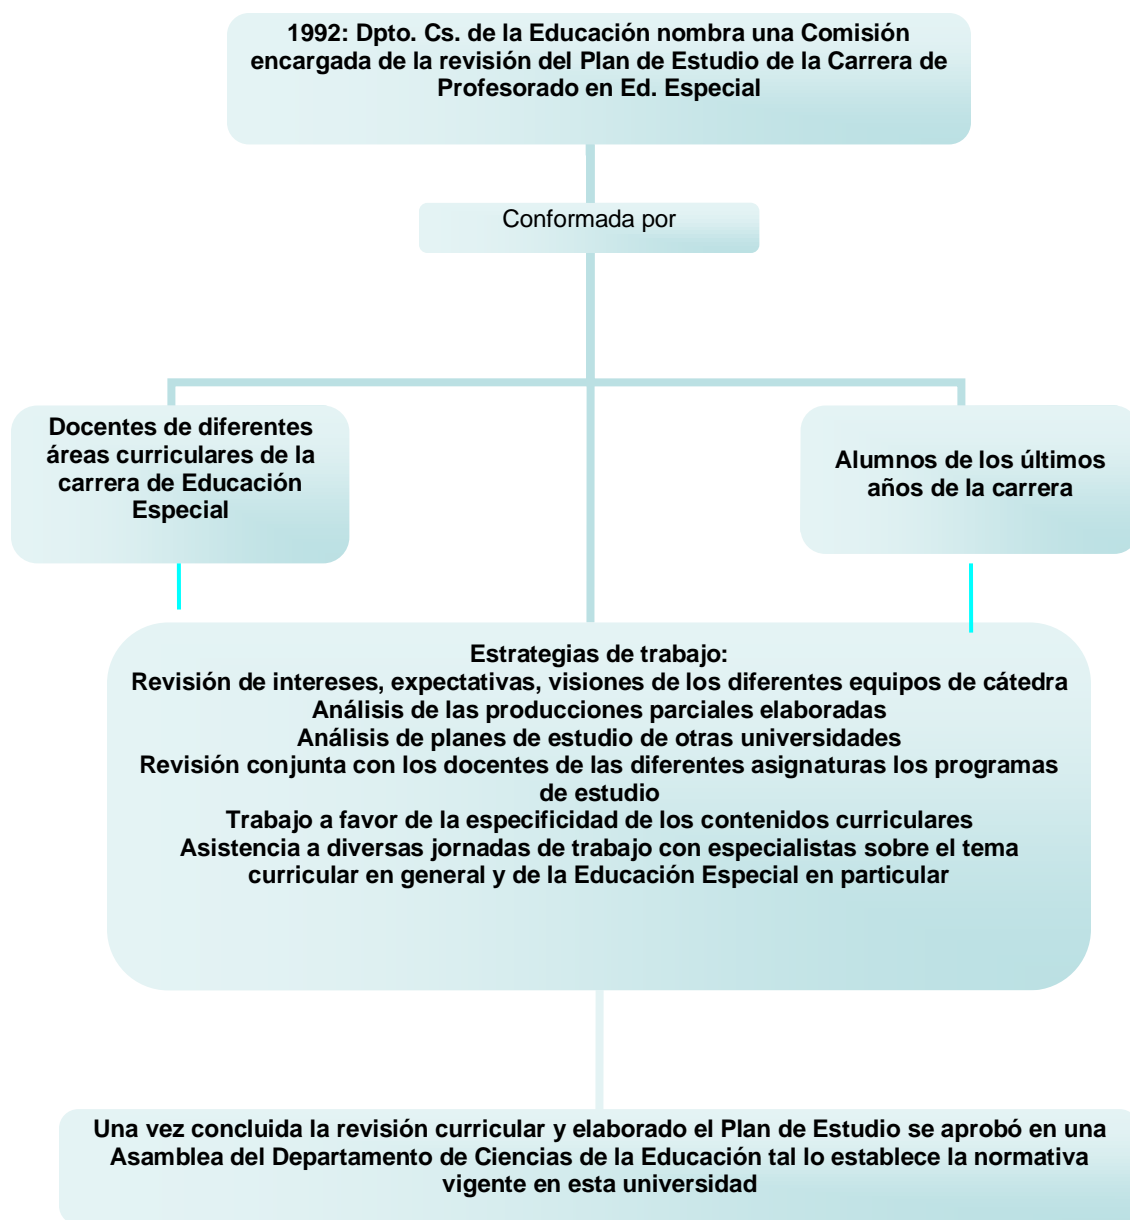 1992: Dpto. Cs. de la Educación nombra una Comisión
encargada de la revisión del Plan de Estudio de la Carrera de
Profesorado en Ed. Especial
Conformada por
Docentes de diferentes
áreas curriculares de la
carrera de Educación
Especial
Alumnos de los últimos
años de la carrera
Estrategias de trabajo:
Revisión de intereses, expectativas, visiones de los diferentes equipos de cátedra
Análisis de las producciones parciales elaboradas
Análisis de planes de estudio de otras universidades
Revisión conjunta con los docentes de las diferentes asignaturas los programas
de estudio
Trabajo a favor de la especificidad de los contenidos curriculares
Asistencia a diversas jornadas de trabajo con especialistas sobre el tema
curricular en general y de la Educación Especial en particular
Una vez concluida la revisión curricular y elaborado el Plan de Estudio se aprobó en una
Asamblea del Departamento de Ciencias de la Educación tal lo establece la normativa
vigente en esta universidad